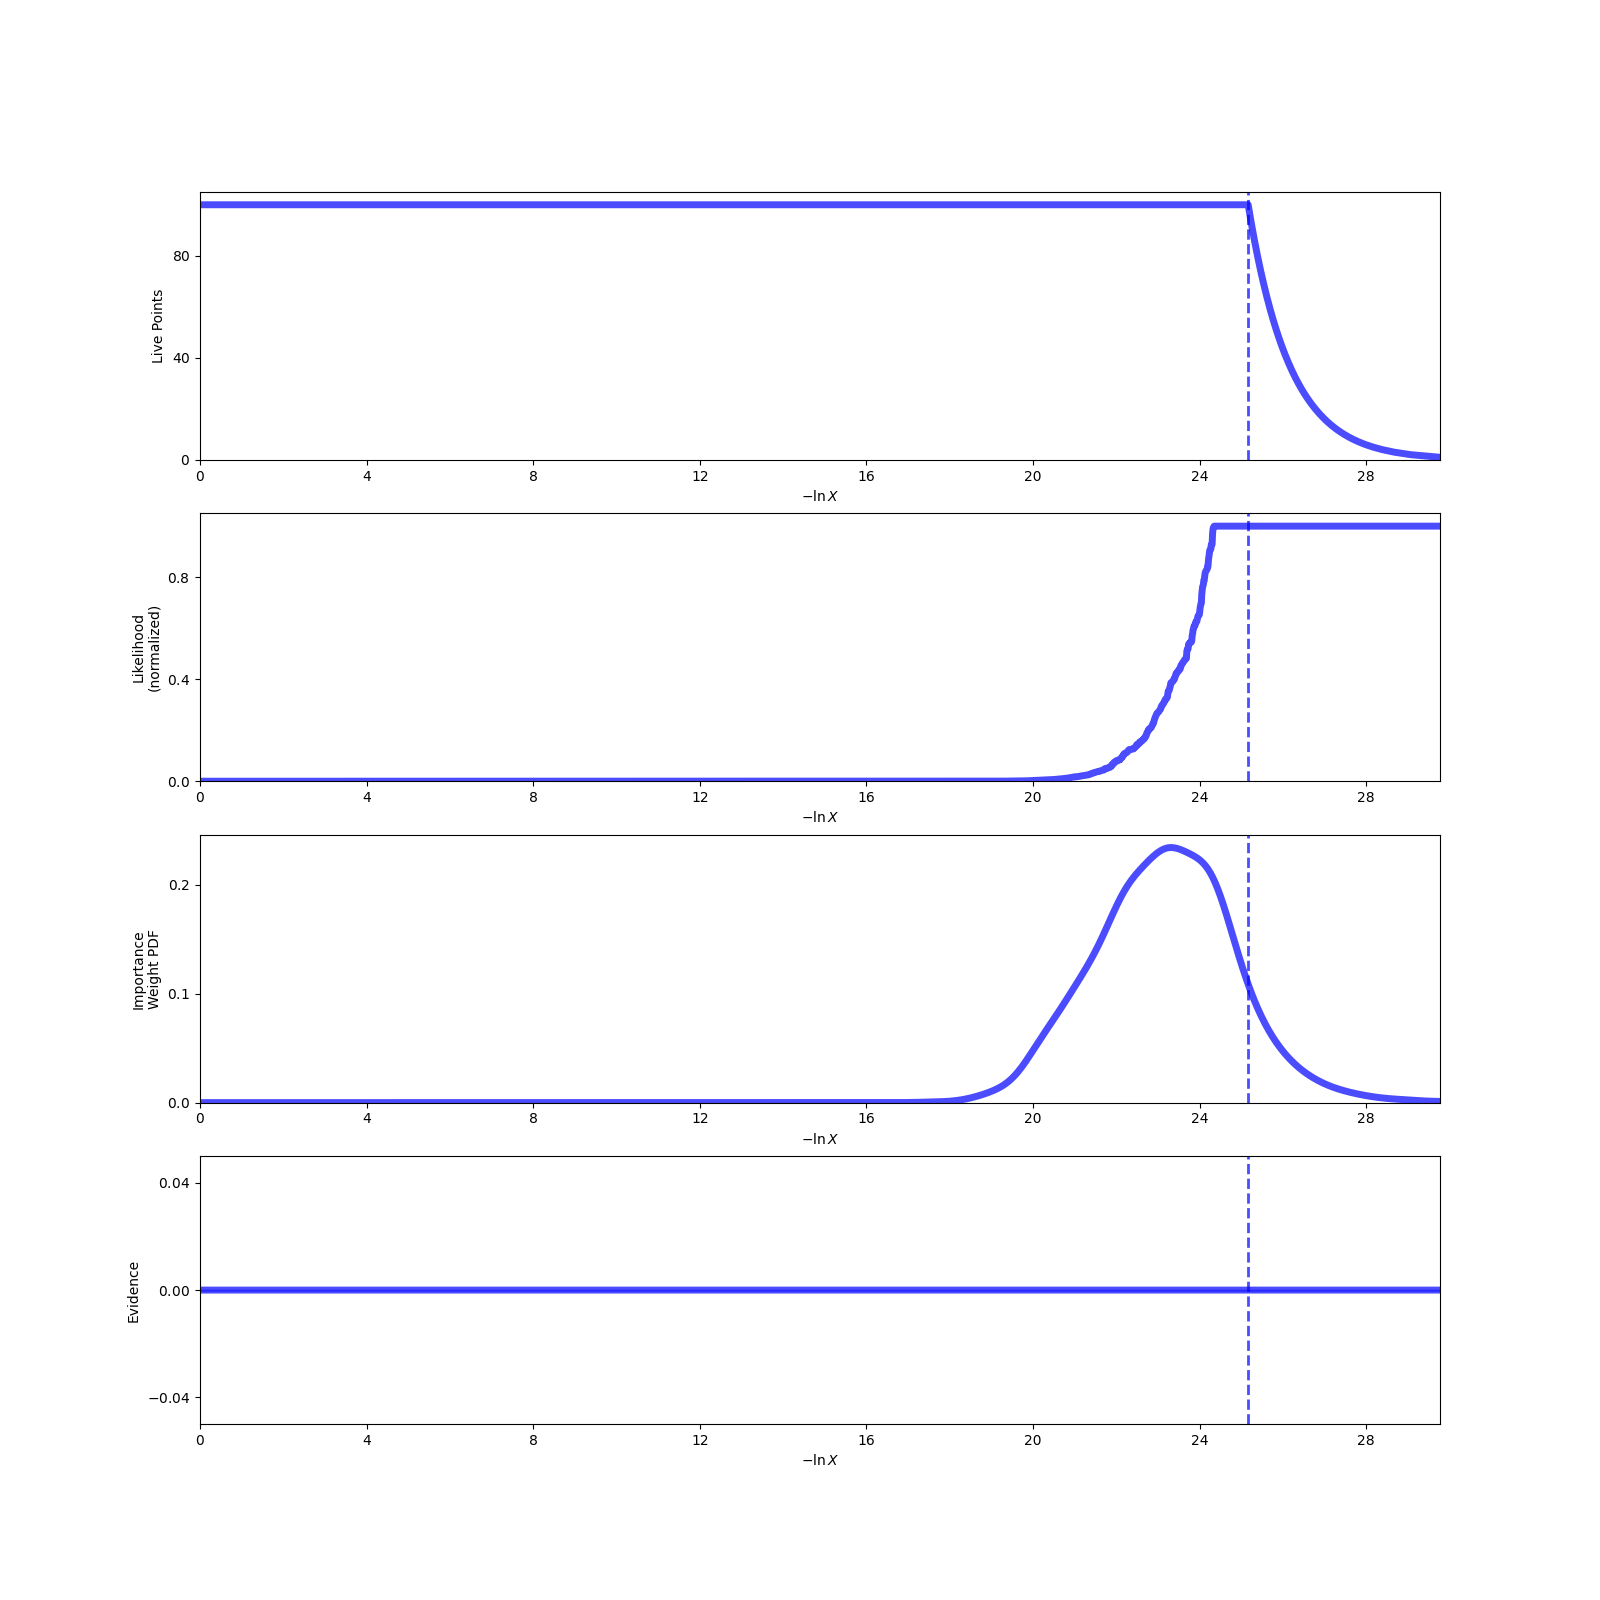 80
40
0
Live Points
0 4 8 12 16 20 24 28
−ln X
0.8
0.4
0.0
Likelihood
(normalized)
0 4 8 12 16 20 24 28
−ln X
0.2
0.1
0.0
Importance
Weight PDF
0 4 8 12 16 20 24 28
−ln X
0.04
0.00
−0.04
Evidence
0 4 8 12 16 20 24 28
−ln X